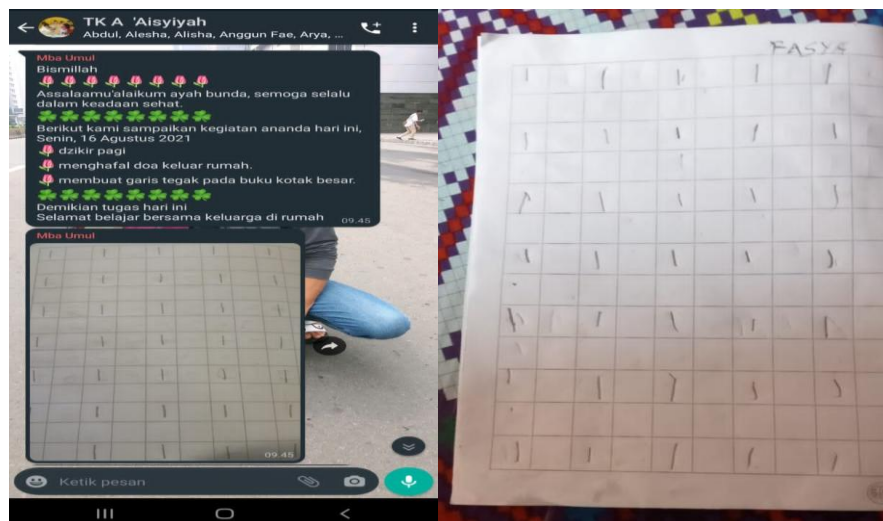 TK A 'Aisyiyah
Abdul, Alesha, Alisha, Anggun Fae, Arya, ...
Mba Umul
Bismillah
Assalaamu'alaikum ayah bunda, semoga selalu
dalam keadaan sehat.
Berikut kami sampaikan kegiatan ananda hari ini,
Senin, 16 Agustus 2021
dzikir pagi
menghafal doa keluar rumah.
membuat garis tegak pada buku kotak besar.
Demikian tugas hari ini
Selamat belajar bersama keluarga di rumah 09.45
Mba Umul
09.45
Ketik pesan
FASYA